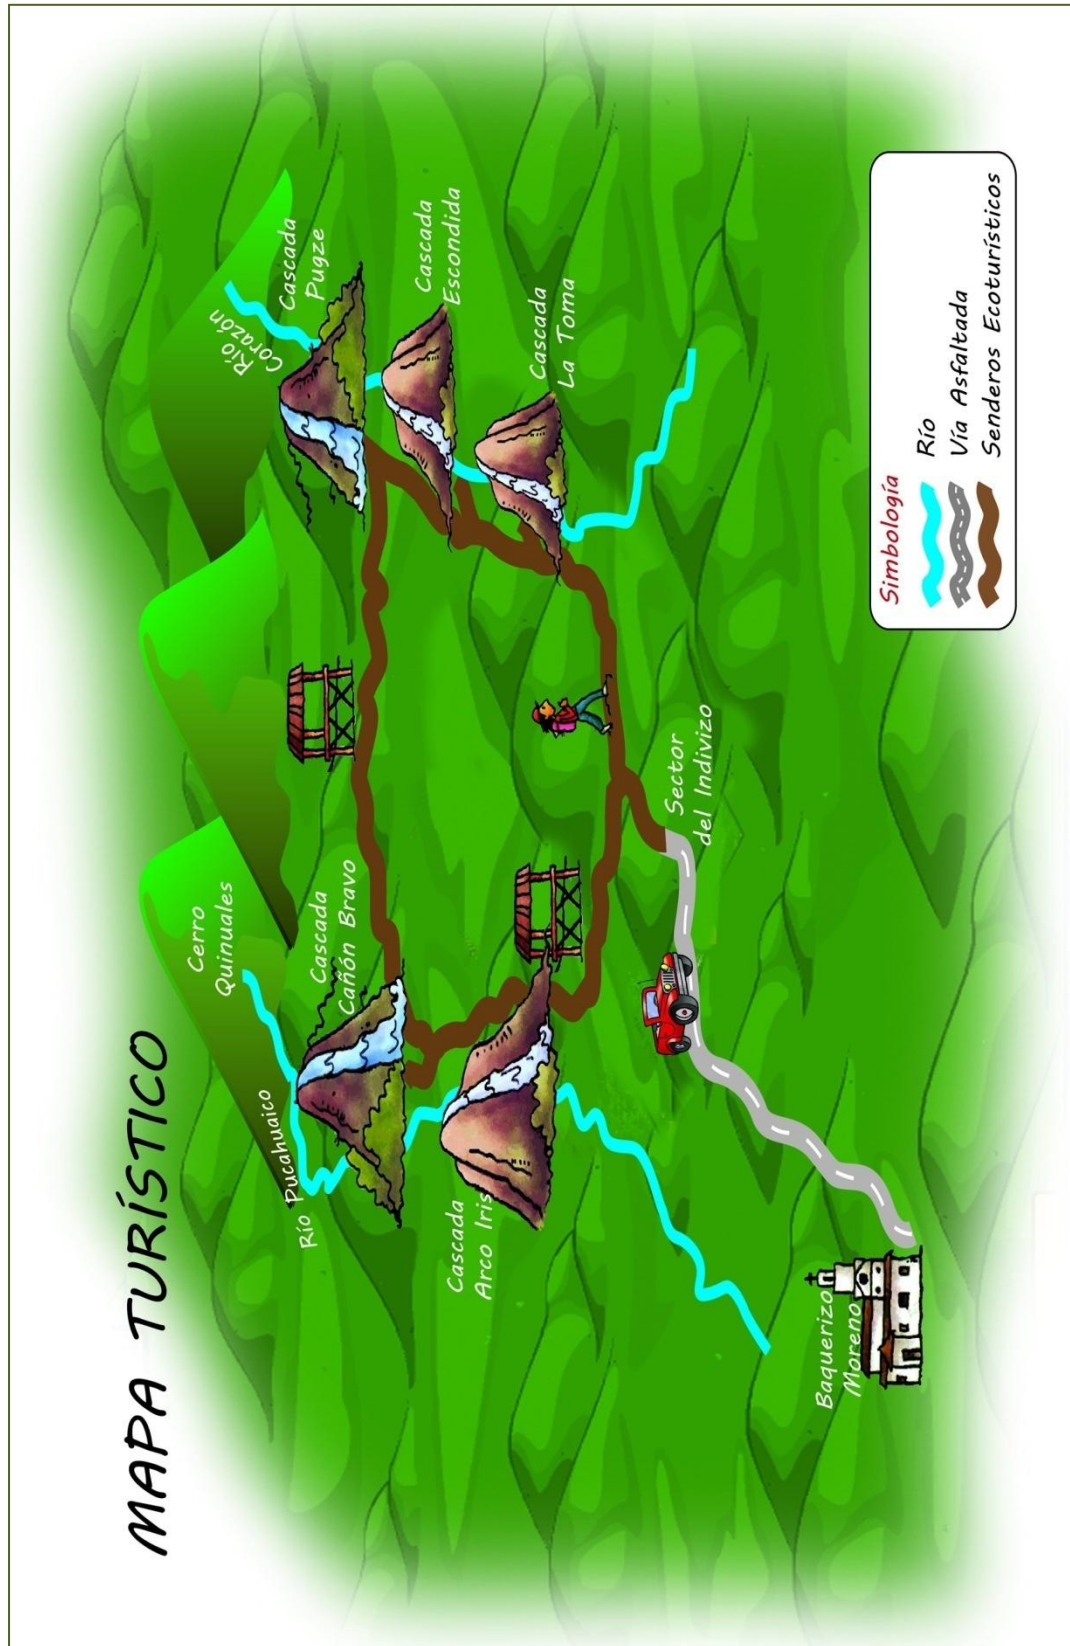 MAPA TURÍSTICO
Cerro
Quinuales
Río
Corazón
Cascada
Pugze
Río Pucahuaico
Cascada
Cañón Bravo
Cascada
Escondida
Cascada
Arco Iris
Cascada
La Toma
Sector
del Indivizo
Baquerizo
Moreno
Simbología
Río
Vía Asfaltada
Senderos Ecoturísticos